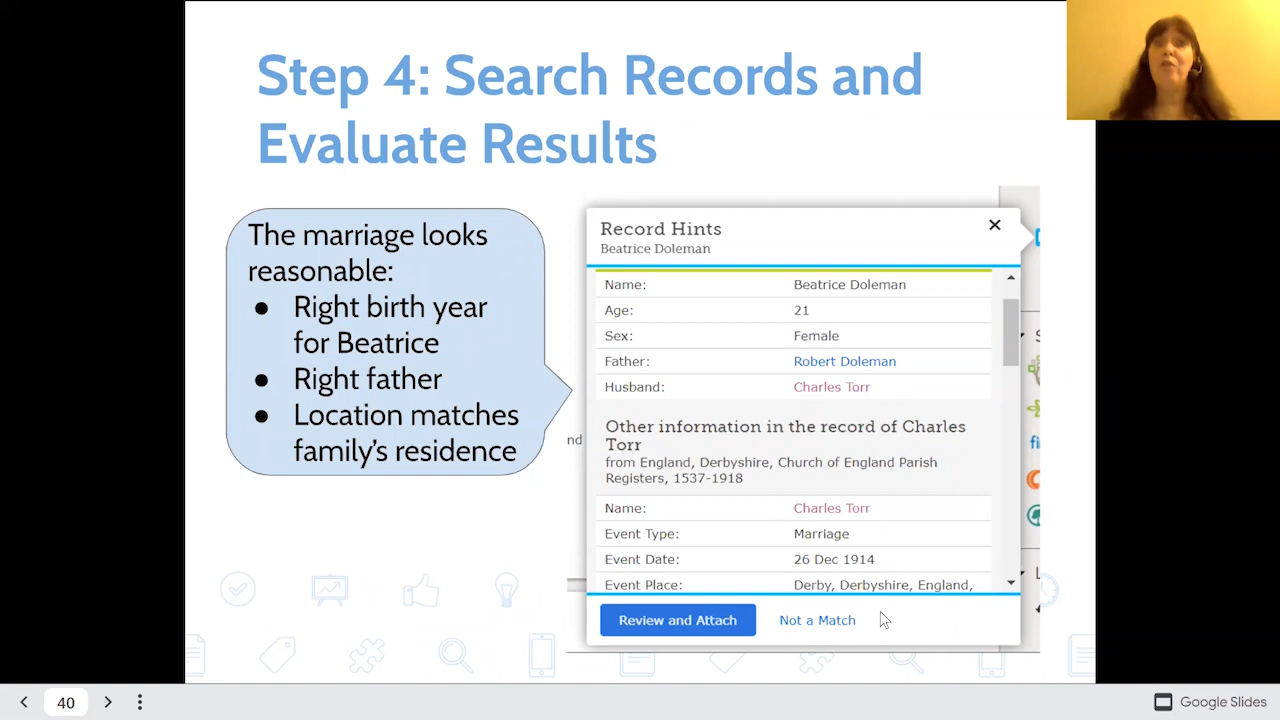 Step 4: Search Records and
Evaluate Results
The marriage looks
reasonable:
● Right birth year
for Beatrice
● Right father
● Location matches
family's residence
Record Hints
Beatrice Doleman
Name: Beatrice Doleman
Age: 21
Sex: Female
Father: Robert Doleman
Husband: Charles Torr
Other information in the record of Charles
Torr
from England, Derbyshire, Church of England Parish
Registers, 1537-1918
Name: Charles Torr
Event Type: Marriage
Event Date: 26 Dec 1914
Event Place: Derby, Derbyshire, England,
Review and Attach Not a Match
nd
40
Google Slides